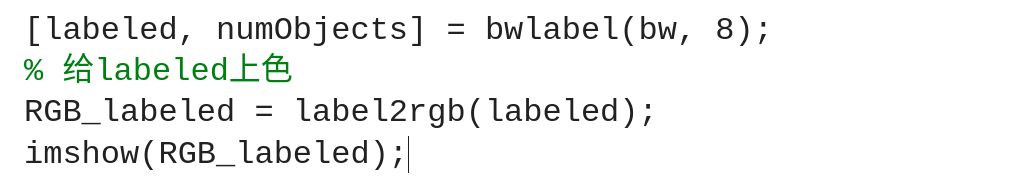 [labeled, numObjects] = bwlabel(bw, 8);
% 给labeled上色
RGB_labeled = label2rgb(labeled);
imshow(RGB_labeled);